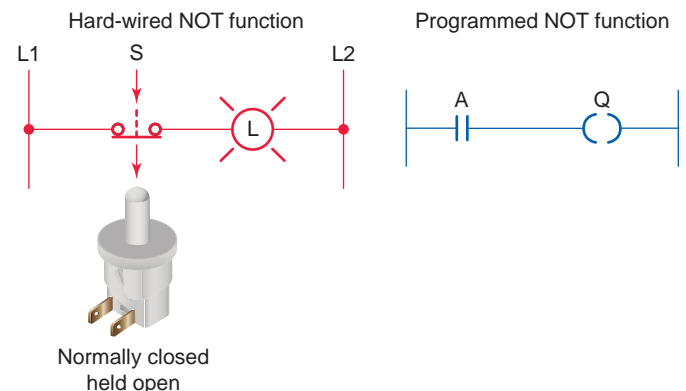 Hard-wired NOT function
Programmed NOT function
L1
S
L2
L
A
Q
Normally closed
held open